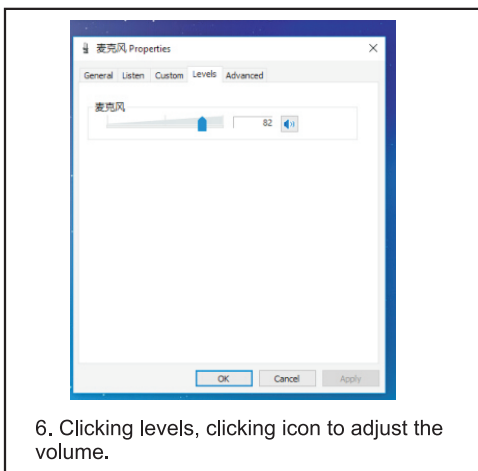 麦克风 Properties
General Listen Custom Levels Advanced
麦克风
82
OK Cancel Apply
6. Clicking levels, clicking icon to adjust the
volume.